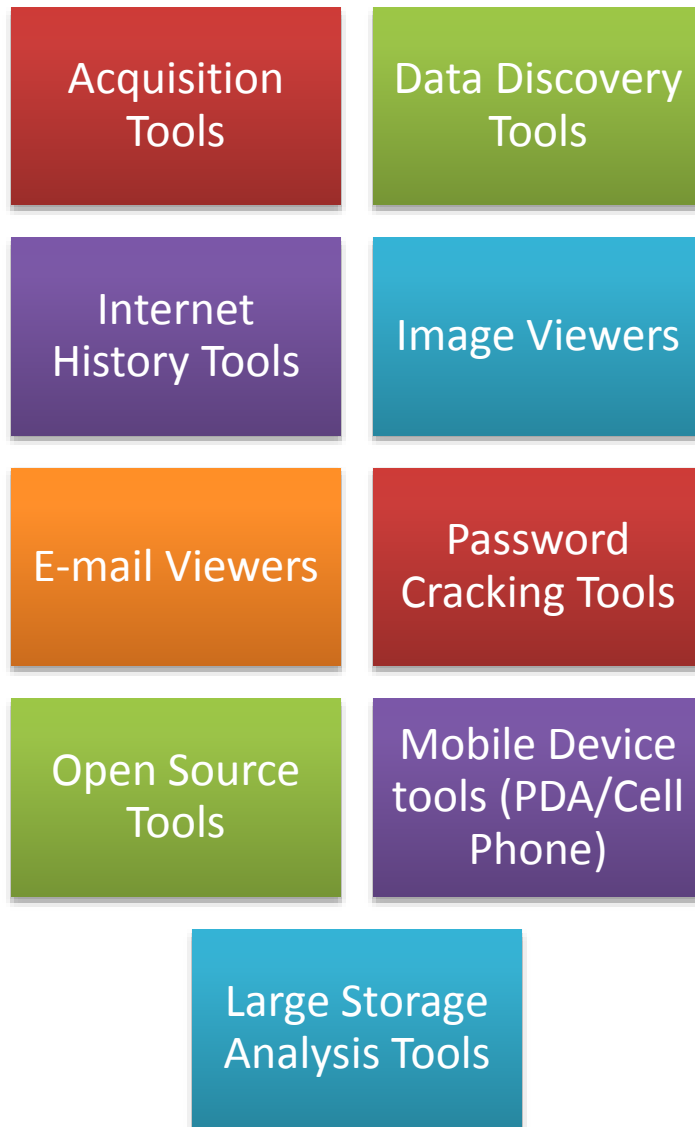 Acquisition
Tools
Data Discovery
Tools
Internet
History Tools
Image Viewers
E-mail Viewers
Password
Cracking Tools
Open Source
Tools
Mobile Device
tools (PDA/Cell
Phone)
Large Storage
Analysis Tools